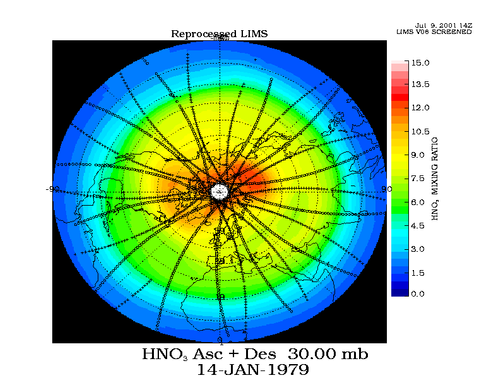 Jul 9, 2001 14Z
Reprocessed LIMS
LIMS V06 SCREENED
15.0
13.5
12.0
10.5
9.0
7.5
6.0
4.5
3.0
1.5
0.0
HNO₃ MIXING RATIO
-90
90
0
HNO₃ Asc + Des 30.00 mb
14-JAN-1979